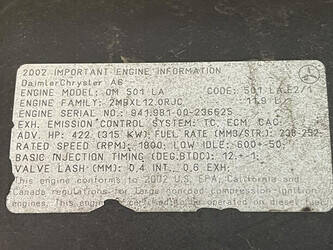 2002 IMPORTANT ENGINE INFORMATION
DaimlerChrysler AG -
ENGINE MODEL: OM 501 LA CODE: 501 LA.E2/1
ENGINE FAMILY: 2MBXL12.0RJC 11.9 L
ENGINE SERIAL NO: 941.981-00-236625
EXH. EMISSION CONTROL SYSTEM: TC, ECM, CAC
ADV. HP: 422 (315 KW) FUEL RATE (MM3/STR.): 238-252
RATED SPEED (RPM): 1800, LOW IDLE: 600+-50
BASIC INJECTION TIMING (DEG.BTDC): 12.+-1.
VALVE LASH (MM): 0.4 INT. 0.6 EXH.
This engine conforms to 2002 U.S. EPA, California and
Canada regulations for large compression-ignition
engines. This engine is certified to be operated on diesel fuel.